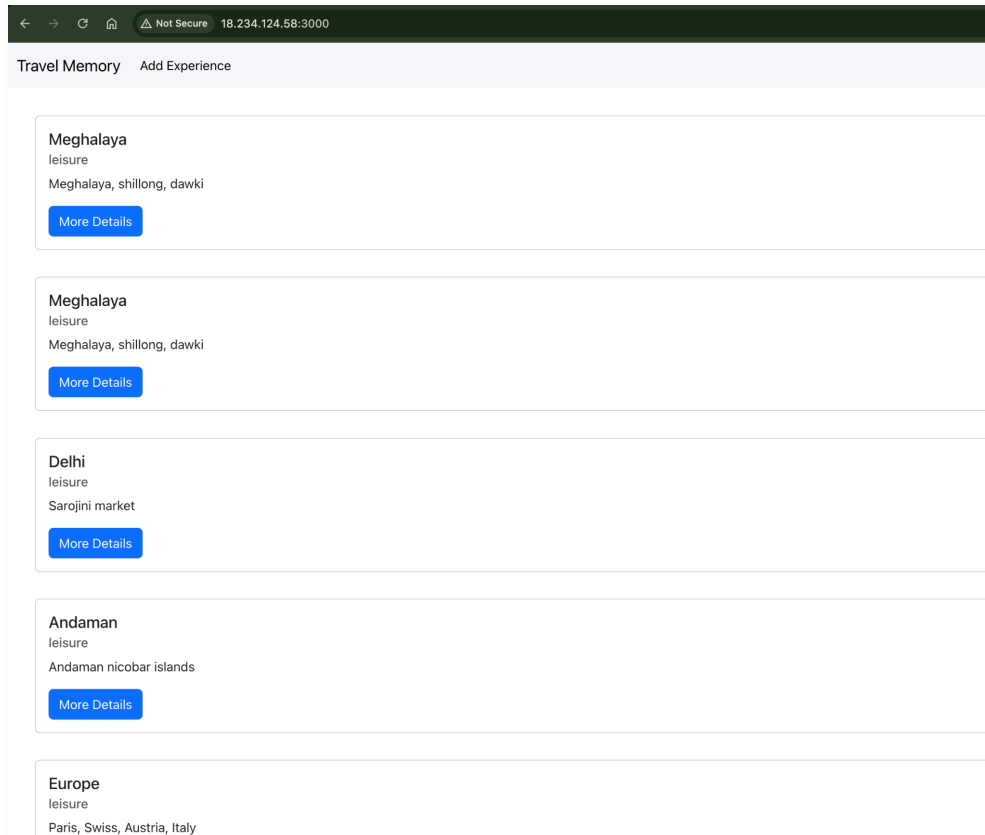 Not Secure 18.234.124.58:3000
Travel Memory Add Experience
Meghalaya
leisure
Meghalaya, shillong, dawki
More Details
Meghalaya
leisure
Meghalaya, shillong, dawki
More Details
Delhi
leisure
Sarojini market
More Details
Andaman
leisure
Andaman nicobar islands
More Details
Europe
leisure
Paris, Swiss, Austria, Italy